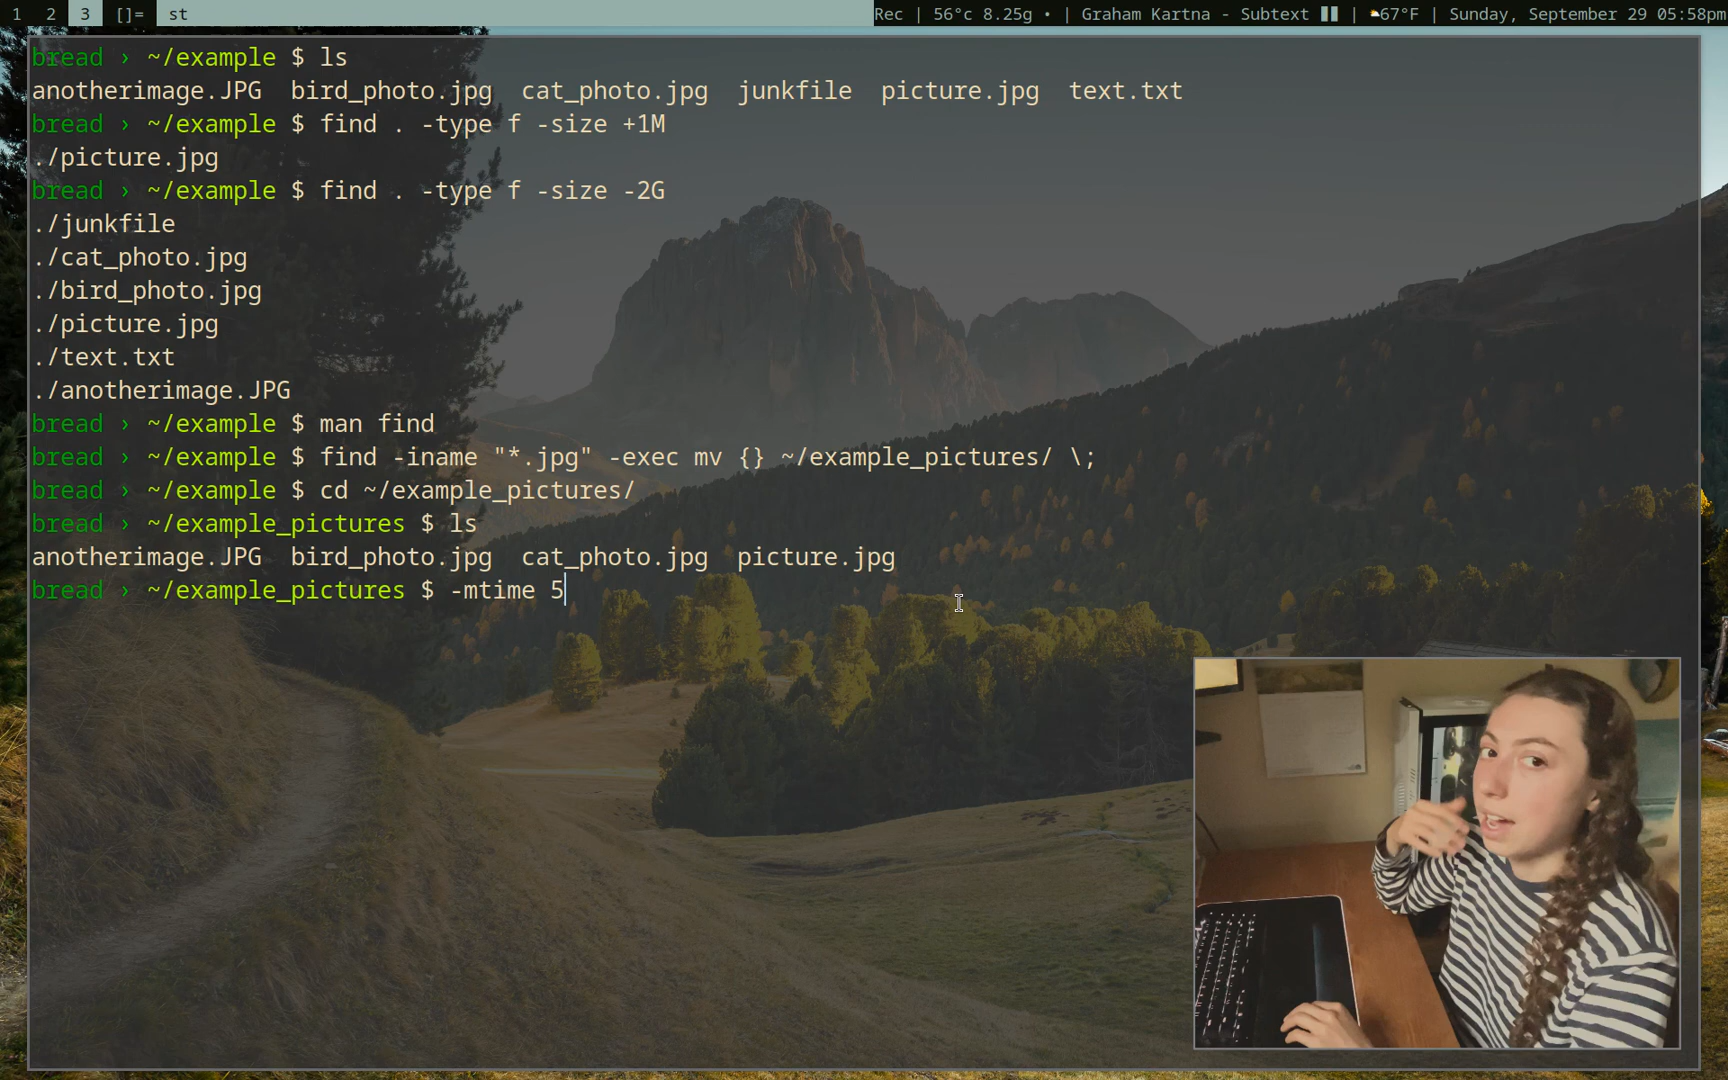 1 2 3 []= st Rec | 56°c 8.25g • | Graham Kartna - Subtext ▮▮ | ⛅67°F | Sunday, September 29 05:58pm
bread › ~/example $ ls
anotherimage.JPG  bird_photo.jpg  cat_photo.jpg  junkfile  picture.jpg  text.txt
bread › ~/example $ find . -type f -size +1M
./picture.jpg
bread › ~/example $ find . -type f -size -2G
./junkfile
./cat_photo.jpg
./bird_photo.jpg
./picture.jpg
./text.txt
./anotherimage.JPG
bread › ~/example $ man find
bread › ~/example $ find -iname "*.jpg" -exec mv {} ~/example_pictures/ \;
bread › ~/example $ cd ~/example_pictures/
bread › ~/example_pictures $ ls
anotherimage.JPG  bird_photo.jpg  cat_photo.jpg  picture.jpg
bread › ~/example_pictures $ -mtime 5